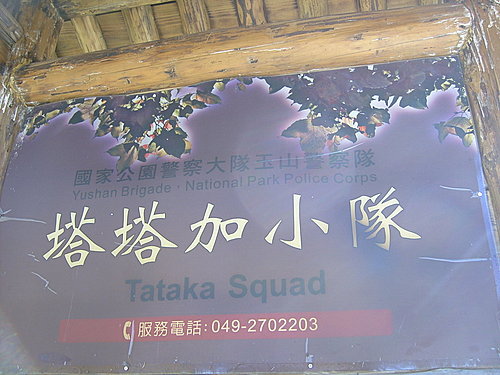 國家公園警察大隊玉山警察隊
Yushan Brigade，National Park Police Corps
塔塔加小隊
Tataka Squad
服務電話：049-2702203